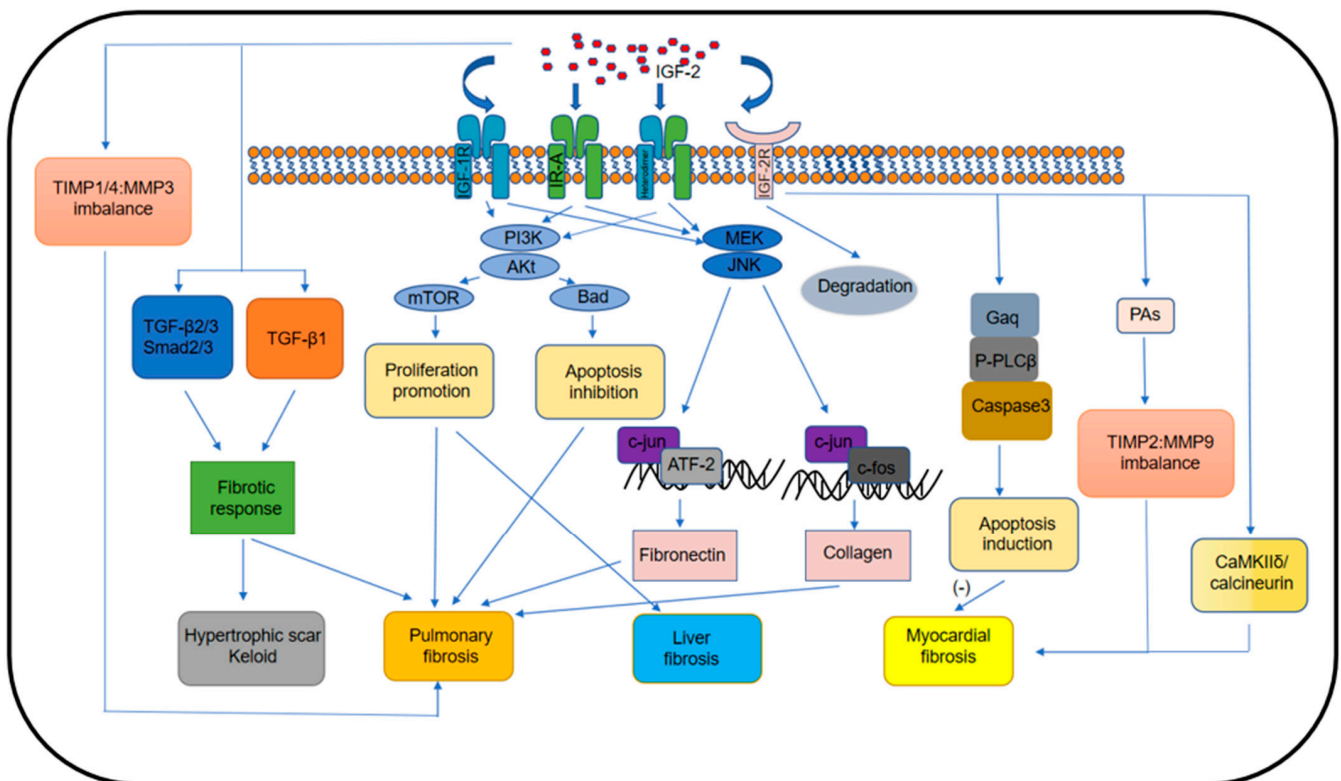 IGF-2
IGF-1R
IR-A
Heterodimer
IGF-2R
TIMP1/4:MMP3
imbalance
PI3K
AKt
MEK
JNK
mTOR
Bad
Degradation
TGF-β2/3
Smad2/3
TGF-β1
Proliferation
promotion
Apoptosis
inhibition
Gaq
P-PLCβ
Caspase3
PAs
TIMP2:MMP9
imbalance
c-jun
ATF-2
c-jun
c-fos
Fibrotic
response
Fibronectin
Collagen
Apoptosis
induction
(-)
CaMKIIδ/
calcineurin
Hypertrophic scar
Keloid
Pulmonary
fibrosis
Liver
fibrosis
Myocardial
fibrosis